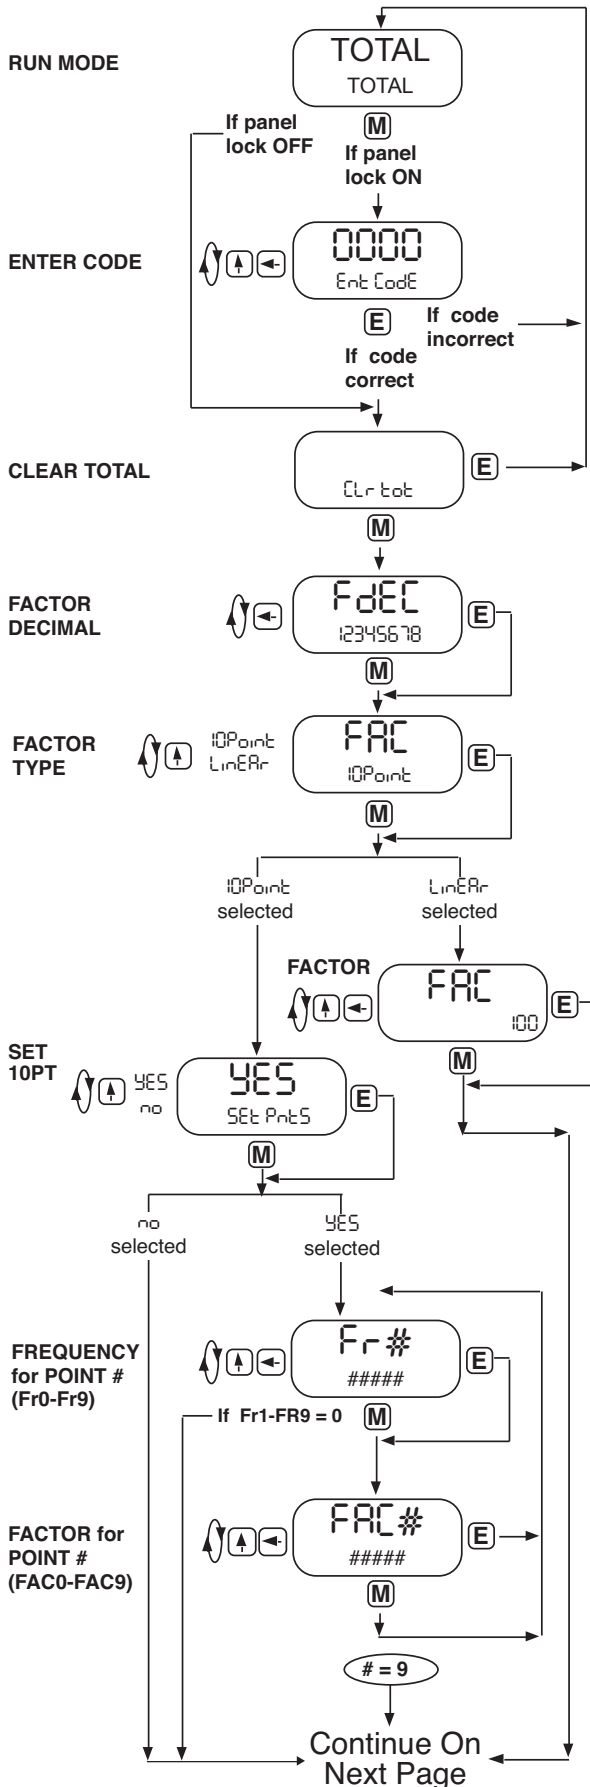 RUN MODE
TOTAL
TOTAL
M
If panel
lock OFF
If panel
lock ON
ENTER CODE
0000
Ent CodE
E
If code
incorrect
If code
correct
CLEAR TOTAL
CLr tot
E
M
FACTOR
DECIMAL
FdEC
12345678
E
M
FACTOR
TYPE
10Point
LinEAr
FAC
10Point
E
M
10Point
selected
LinEAr
selected
FACTOR
FAC
100
E
M
SET
10PT
YES
no
YES
SEt PntS
E
M
no
selected
YES
selected
FREQUENCY
for POINT #
(Fr0-Fr9)
Fr#
#####
E
If Fr1-FR9 = 0
M
FACTOR for
POINT #
(FAC0-FAC9)
FAC#
#####
E
M
# = 9
Continue On
Next Page